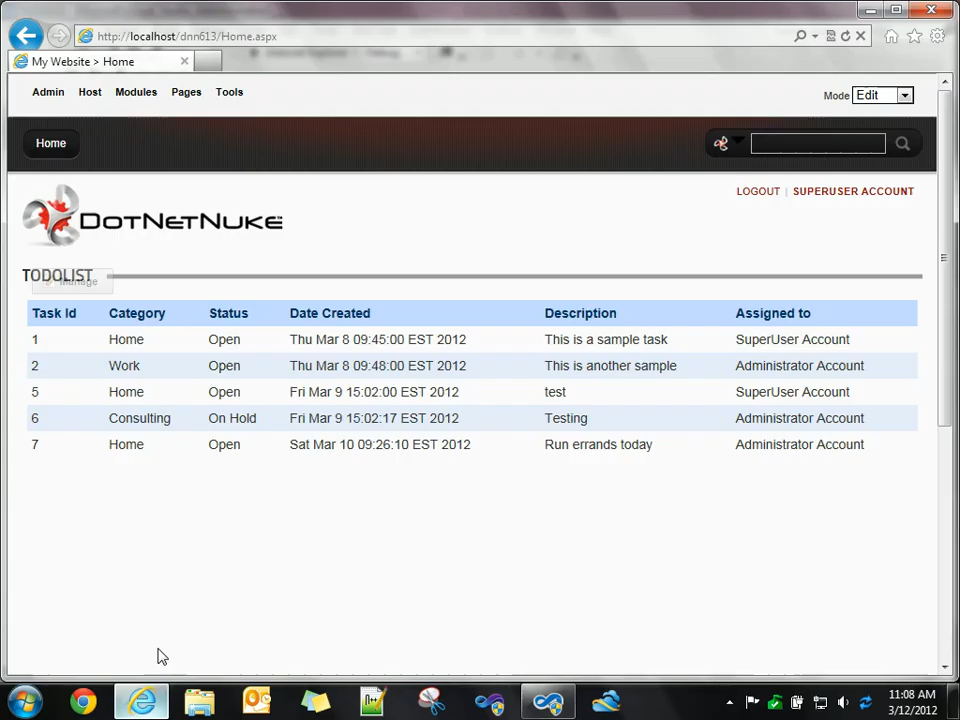 http://localhost/dnn613/Home.aspx
My Website > Home
Admin Host Modules Pages Tools
Mode Edit
Home
LOGOUT | SUPERUSER ACCOUNT
DOTNETNUKE
TODOLIST
Manage
Task Id Category Status Date Created Description Assigned to
1 Home Open Thu Mar 8 09:45:00 EST 2012 This is a sample task SuperUser Account
2 Work Open Thu Mar 8 09:48:00 EST 2012 This is another sample Administrator Account
5 Home Open Fri Mar 9 15:02:00 EST 2012 test SuperUser Account
6 Consulting On Hold Fri Mar 9 15:02:17 EST 2012 Testing Administrator Account
7 Home Open Sat Mar 10 09:26:10 EST 2012 Run errands today Administrator Account
11:08 AM
3/12/2012